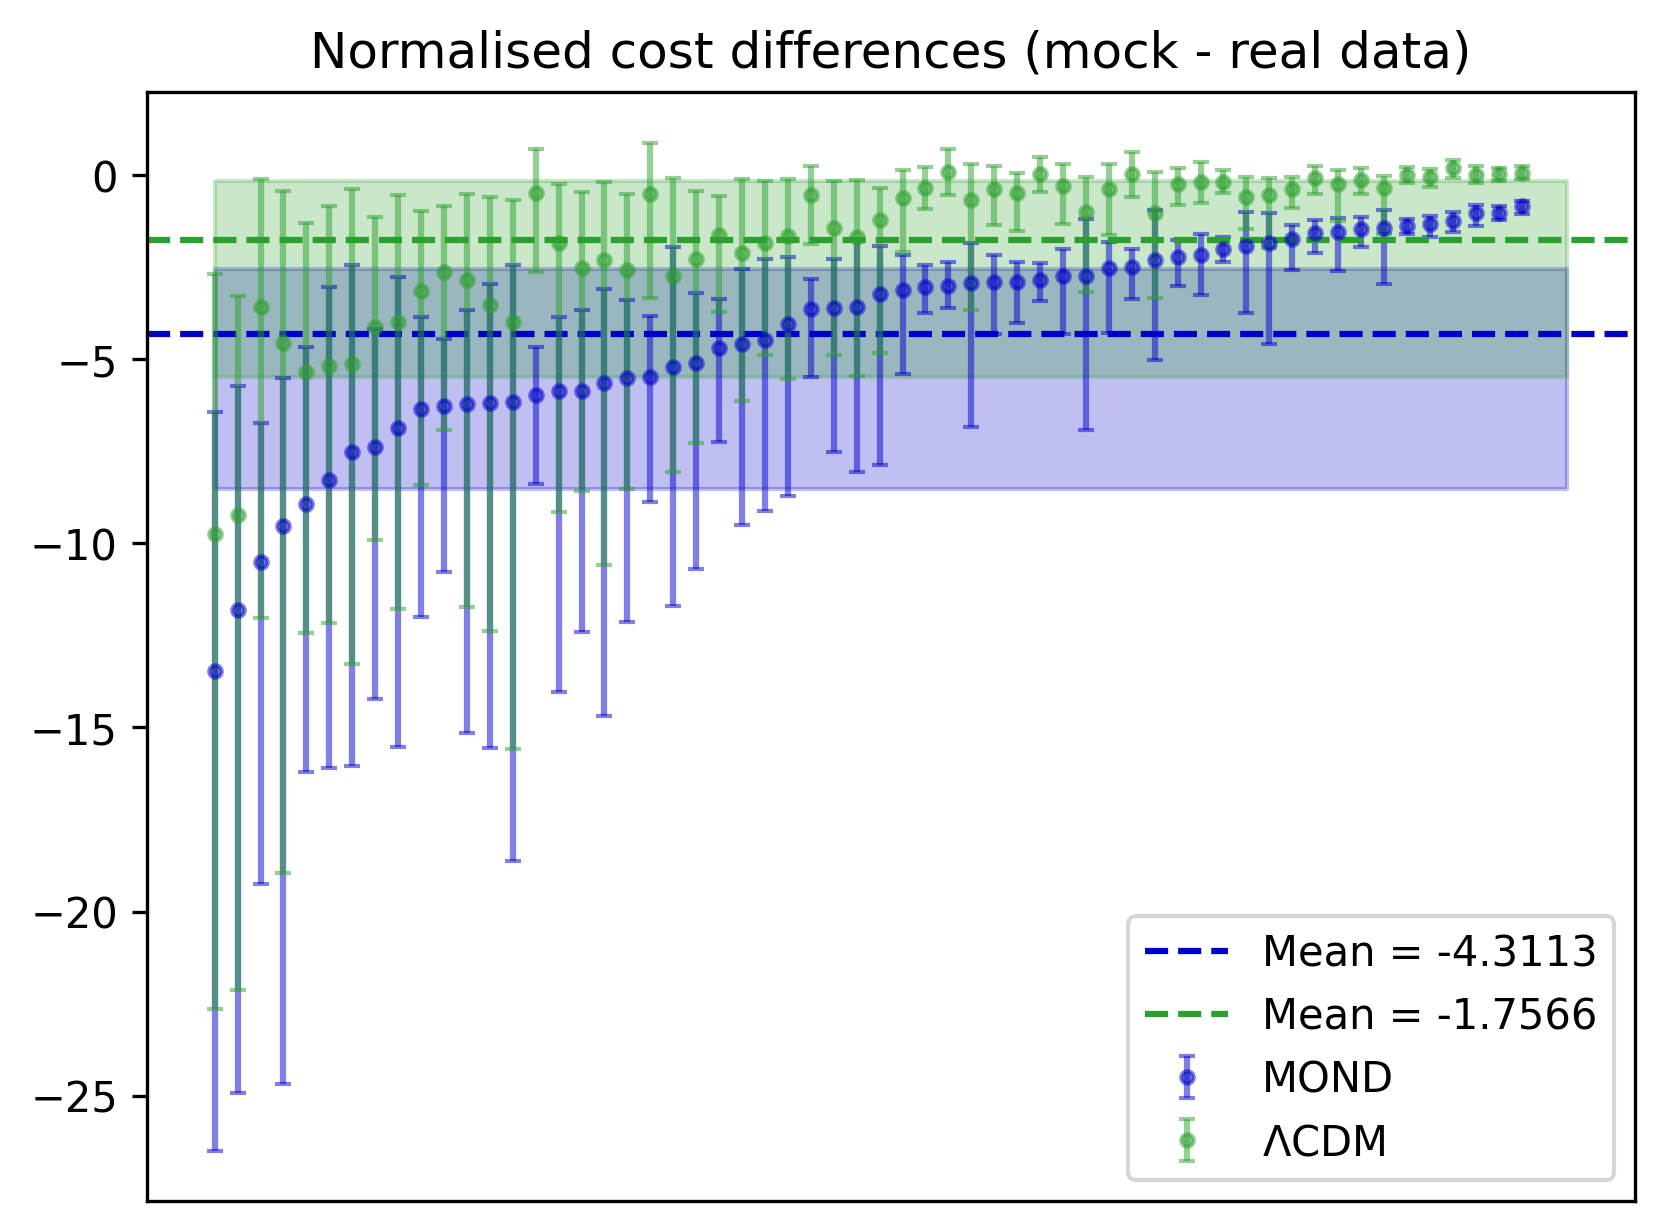 Normalised cost differences (mock - real data)
0
−5
−10
−15
−20
−25
Mean = -4.3113
Mean = -1.7566
MOND
ΛCDM